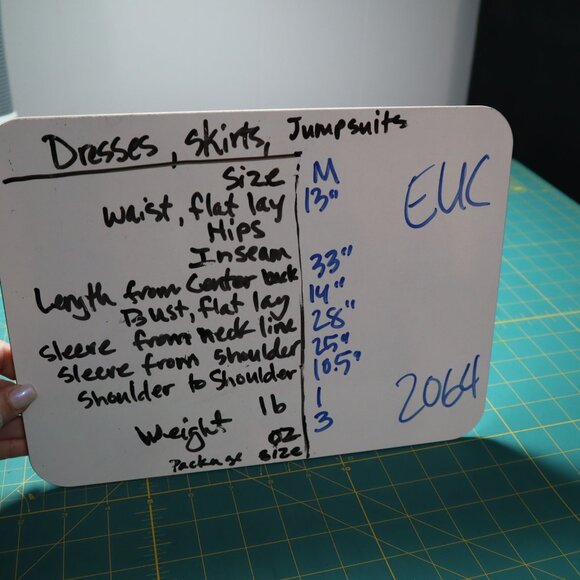 Dresses, skirts, Jumpsuits
Size M
Waist, flat lay 13"
Hips
Inseam
Length from Center back 33"
Bust, flat lay 14"
Sleeve from neck line 28"
Sleeve from shoulder 25"
Shoulder to Shoulder 10.5"
Weight lb 1
oz 3
Package size
EUC
2064